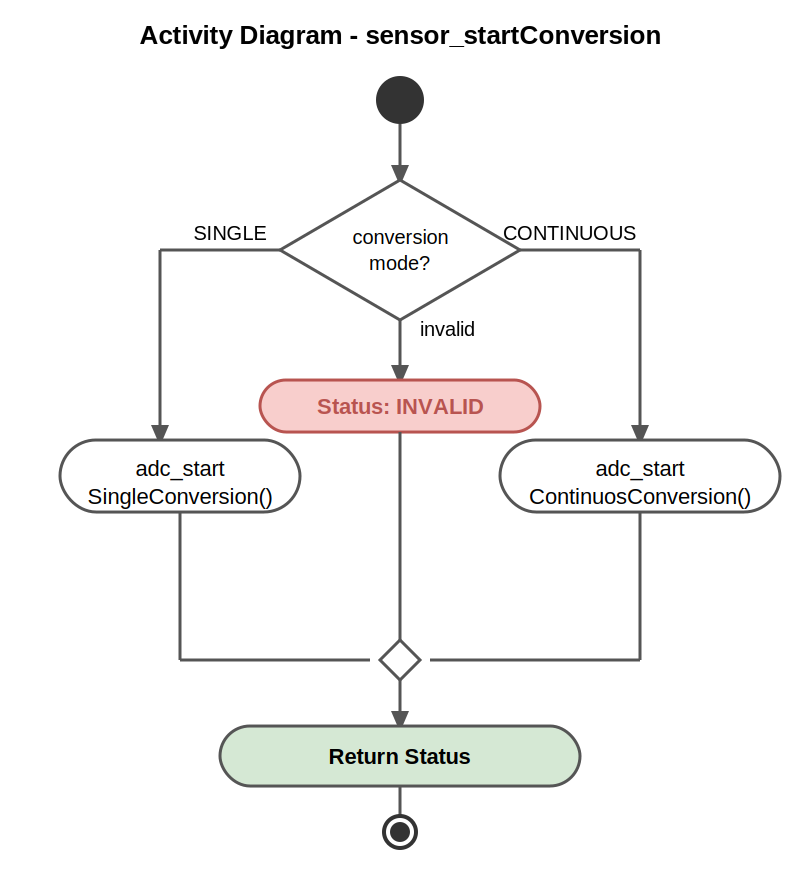 Activity Diagram - sensor_startConversion
SINGLE
conversion
mode?
CONTINUOUS
invalid
Status: INVALID
adc_start
SingleConversion()
adc_start
ContinuosConversion()
Return Status